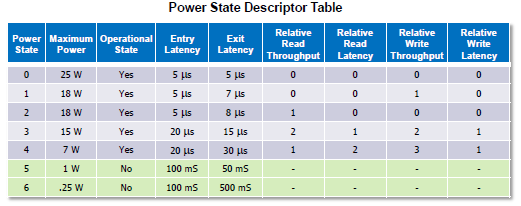 Power State Descriptor Table
Power State Maximum Power Operational State Entry Latency Exit Latency Relative Read Throughput Relative Read Latency Relative Write Throughput Relative Write Latency
0 25 W Yes 5 µs 5 µs 0 0 0 0
1 18 W Yes 5 µs 7 µs 0 0 1 0
2 18 W Yes 5 µs 8 µs 1 0 0 0
3 15 W Yes 20 µs 15 µs 2 1 2 1
4 7 W Yes 20 µs 30 µs 1 2 3 1
5 1 W No 100 mS 50 mS - - - -
6 .25 W No 100 mS 500 mS - - - -